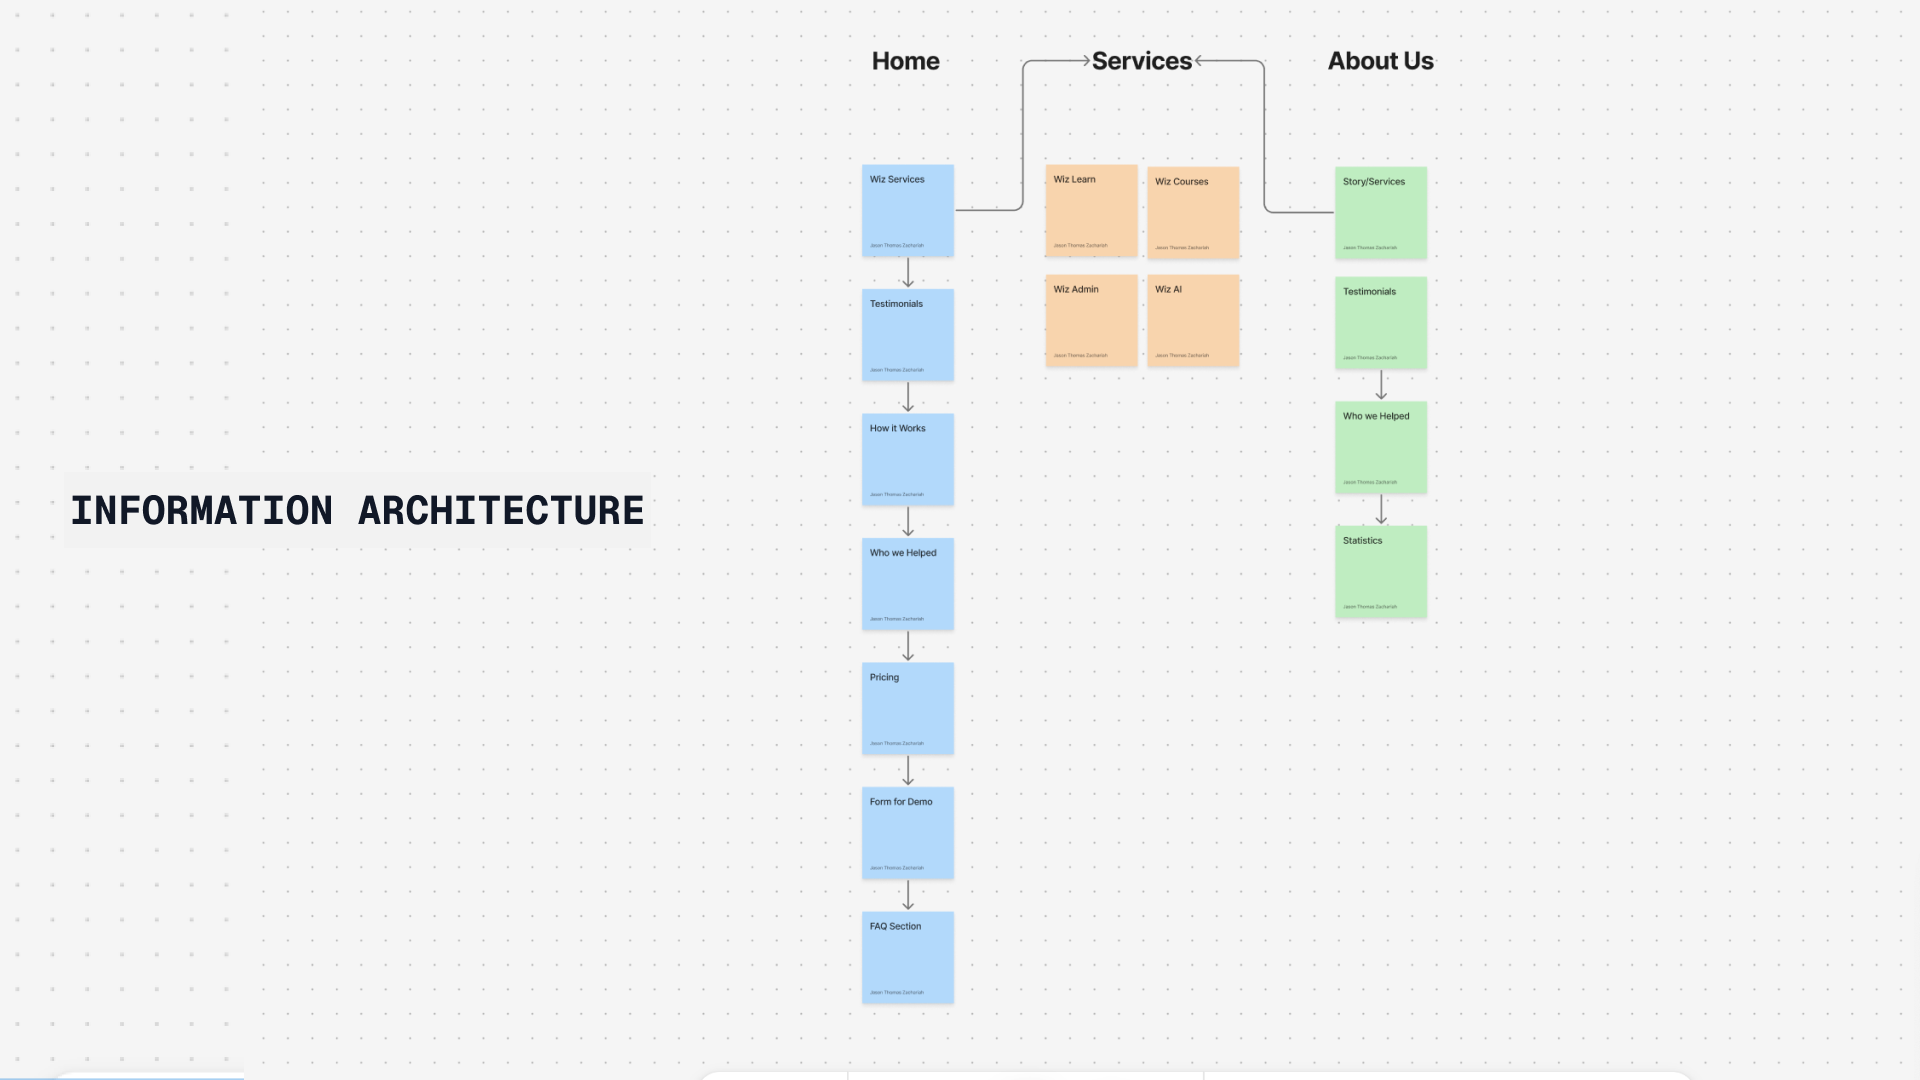 INFORMATION ARCHITECTURE
Home
Services
About Us
Wiz Services
Jason Thomas Zachariah
Testimonials
Jason Thomas Zachariah
How it Works
Jason Thomas Zachariah
Who we Helped
Jason Thomas Zachariah
Pricing
Jason Thomas Zachariah
Form for Demo
Jason Thomas Zachariah
FAQ Section
Jason Thomas Zachariah
Wiz Learn
Jason Thomas Zachariah
Wiz Courses
Jason Thomas Zachariah
Wiz Admin
Jason Thomas Zachariah
Wiz AI
Jason Thomas Zachariah
Story/Services
Jason Thomas Zachariah
Testimonials
Jason Thomas Zachariah
Who we Helped
Jason Thomas Zachariah
Statistics
Jason Thomas Zachariah